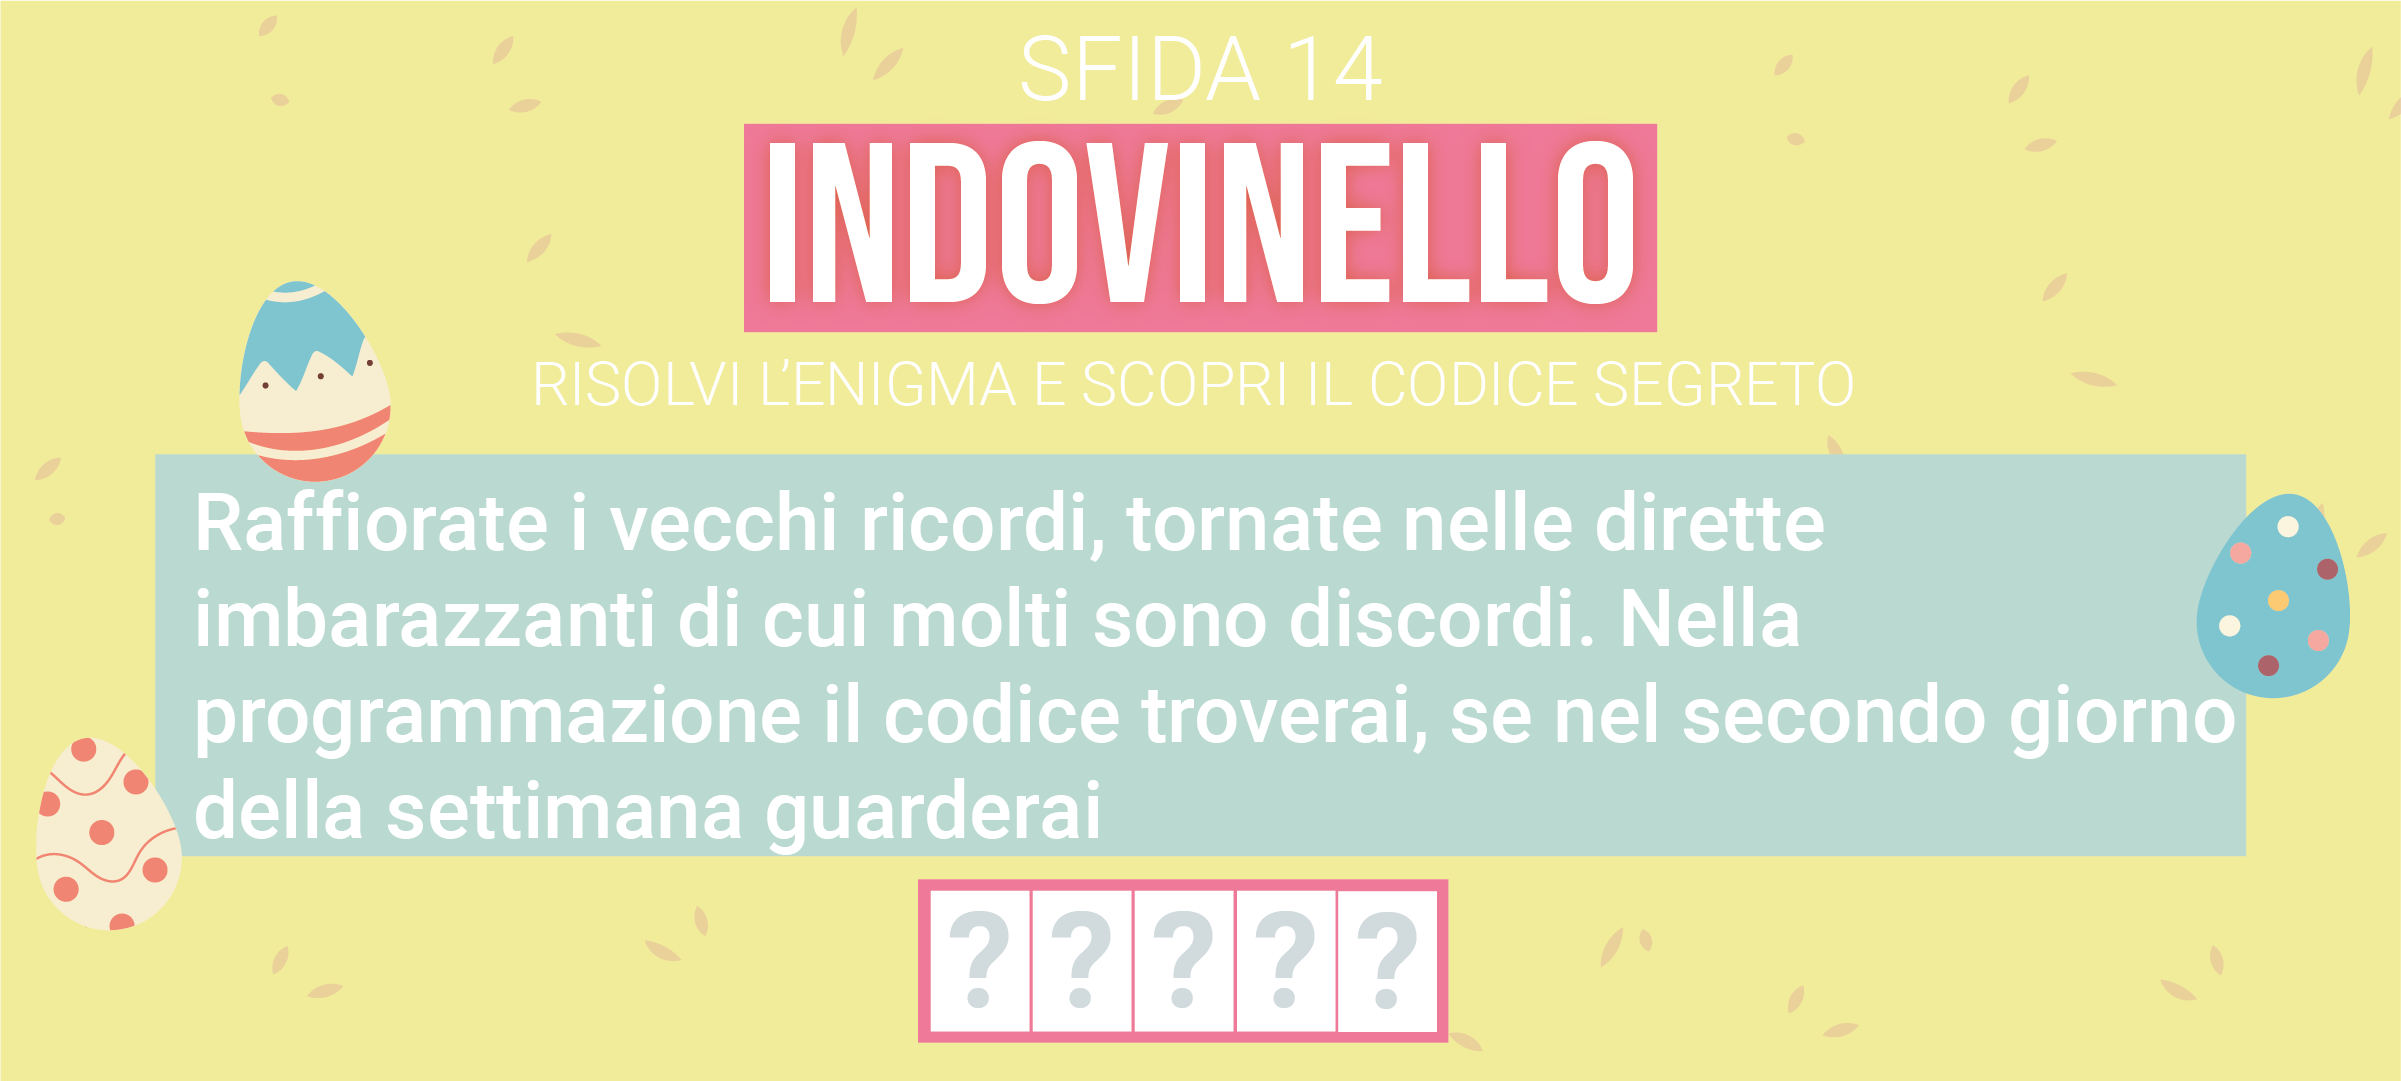 SFIDA 14
INDOVINELLO
RISOLVI L'ENIGMA E SCOPRI IL CODICE SEGRETO
Raffiorate i vecchi ricordi, tornate nelle dirette
imbarazzanti di cui molti sono discordi. Nella
programmazione il codice troverai, se nel secondo giorno
della settimana guarderai
? ? ? ? ?